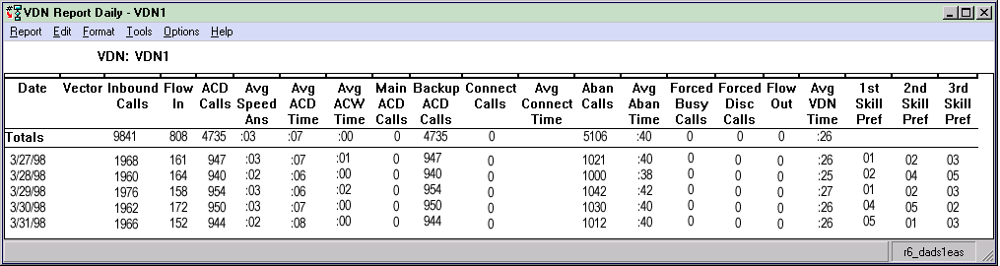 VDN Report Daily - VDN1
Report Edit Format Tools Options Help
VDN: VDN1
Date Vector Inbound Flow ACD Avg Avg Avg Main Backup Connect Avg Aban Avg Forced Forced Flow Avg 1st 2nd 3rd
Calls In Calls Speed ACD ACW ACD ACD Calls Connect Calls Aban Busy Disc Out VDN Skill Skill Skill
Ans Time Time Calls Calls Time Time Calls Calls Time Pref Pref Pref
Totals 9841 808 4735 :03 :07 :00 0 4735 0 5106 :40 0 0 0 :26
3/27/98 1968 161 947 :03 :07 :01 0 947 0 1021 :40 0 0 0 :26 01 02 03
3/28/98 1960 164 940 :02 :06 :00 0 940 0 1000 :38 0 0 0 :25 02 04 05
3/29/98 1976 158 954 :03 :06 :02 0 954 0 1042 :42 0 0 0 :27 01 02 03
3/30/98 1962 172 950 :03 :07 :00 0 950 0 1030 :40 0 0 0 :26 04 05 02
3/31/98 1966 152 944 :02 :08 :00 0 944 0 1012 :40 0 0 0 :26 05 01 03
r6_dads1eas